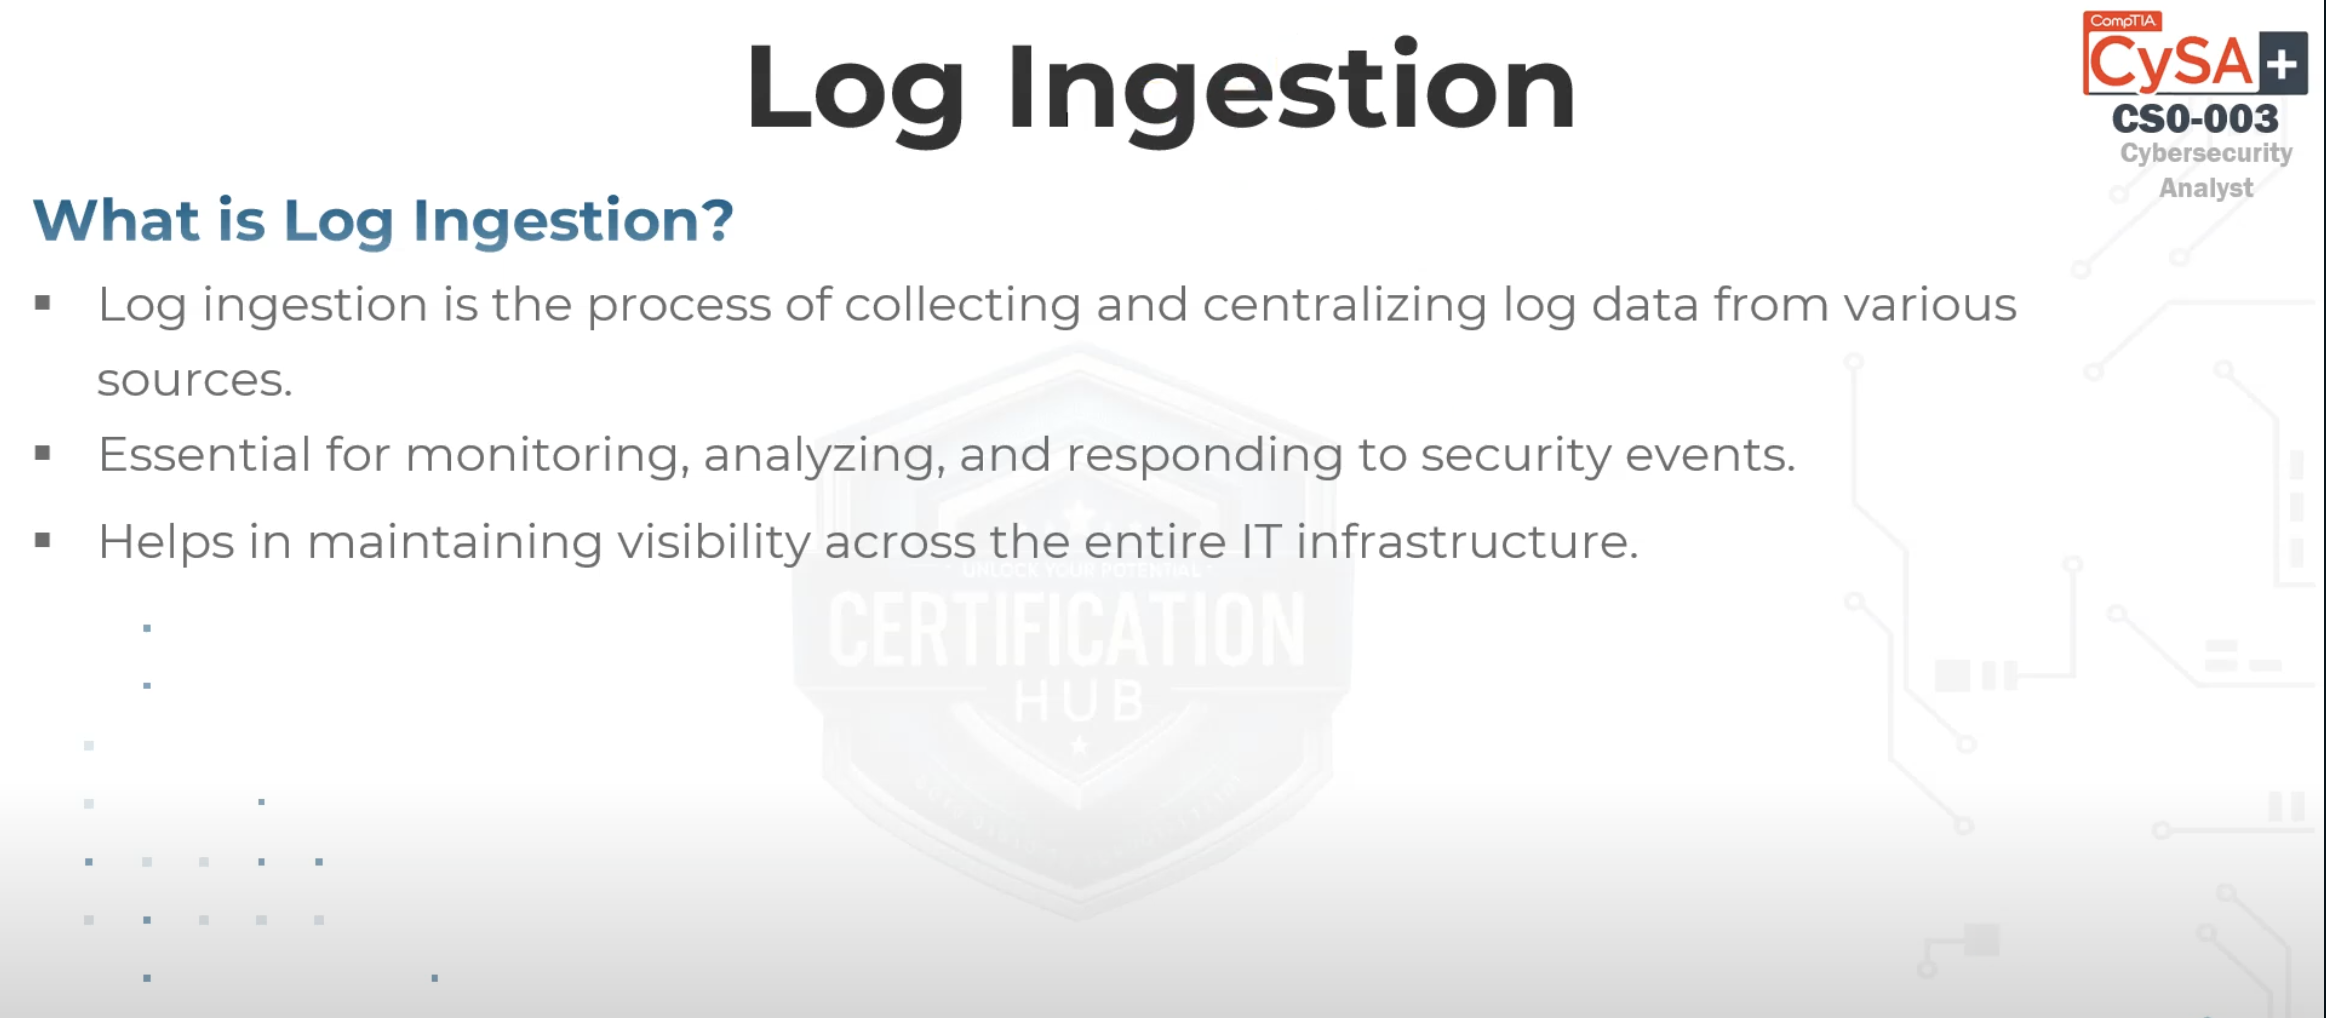 Log Ingestion
CompTIA
CySA+
CS0-003
Cybersecurity
Analyst
What is Log Ingestion?
▪ Log ingestion is the process of collecting and centralizing log data from various
sources.
▪ Essential for monitoring, analyzing, and responding to security events.
▪ Helps in maintaining visibility across the entire IT infrastructure.
UNLOCK YOUR POTENTIAL
CERTIFICATION
HUB